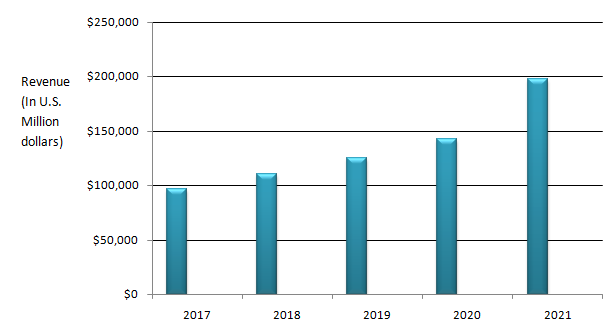 $250,000
$200,000
$150,000
$100,000
$50,000
$0
Revenue
(In U.S.
Million
dollars)
2017 2018 2019 2020 2021